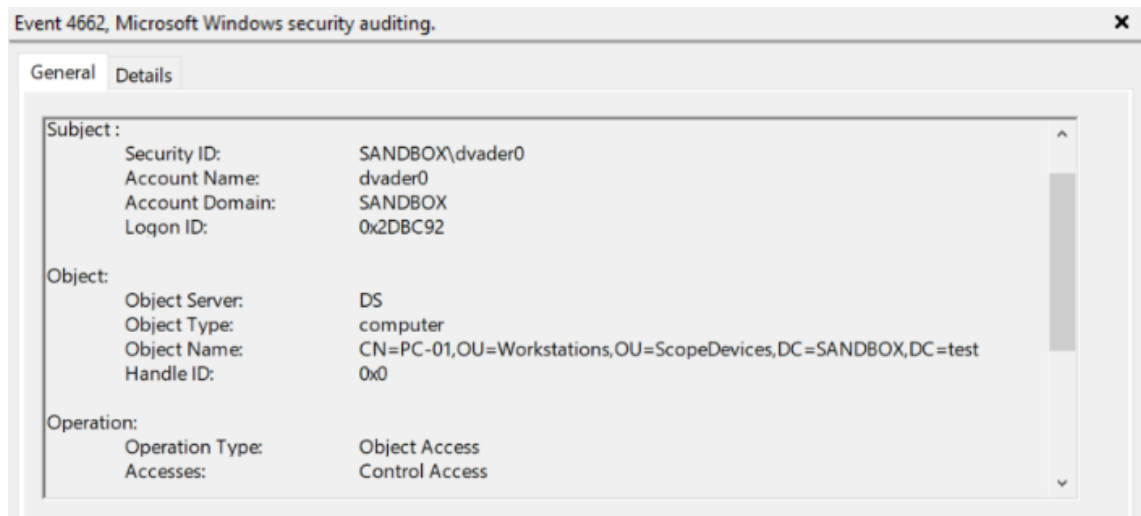 Event 4662, Microsoft Windows security auditing.
General Details
Subject :
Security ID: SANDBOX\dvader0
Account Name: dvader0
Account Domain: SANDBOX
Logon ID: 0x2DBC92
Object:
Object Server: DS
Object Type: computer
Object Name: CN=PC-01,OU=Workstations,OU=ScopeDevices,DC=SANDBOX,DC=test
Handle ID: 0x0
Operation:
Operation Type: Object Access
Accesses: Control Access